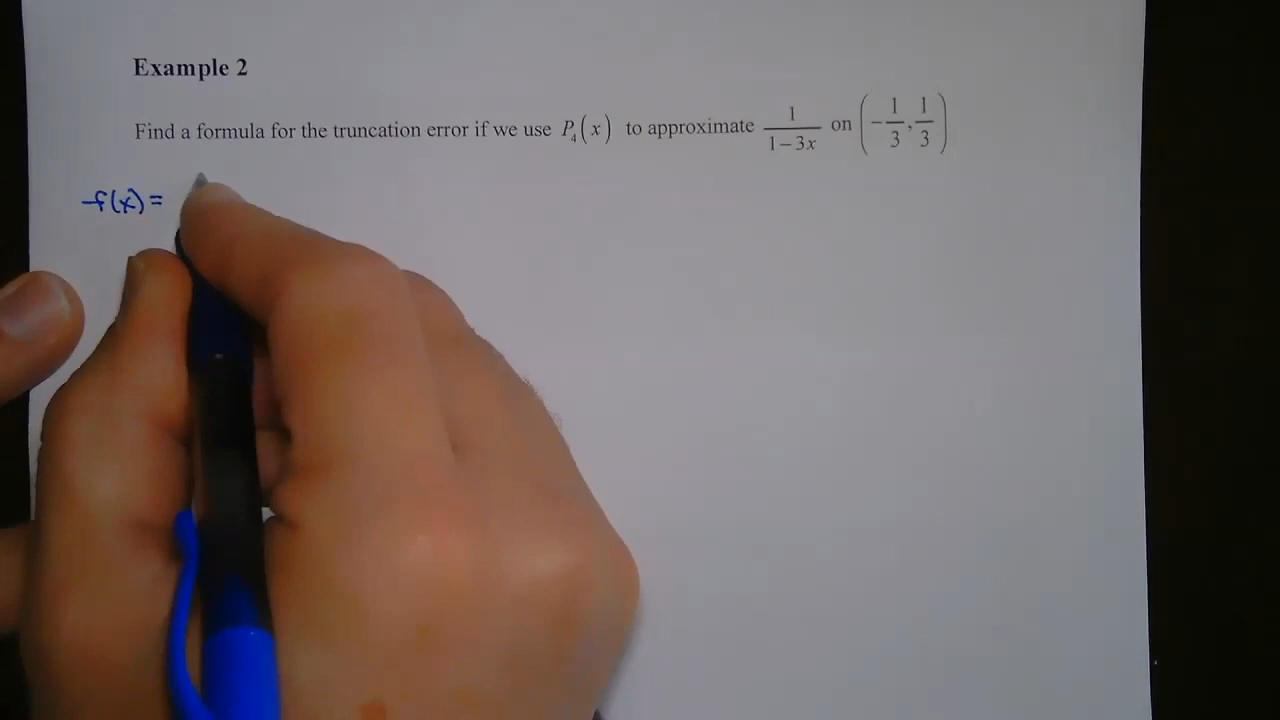 Example 2
Find a formula for the truncation error if we use P₄(x) to approximate 1/(1−3x) on (−1/3, 1/3)
f(x)=